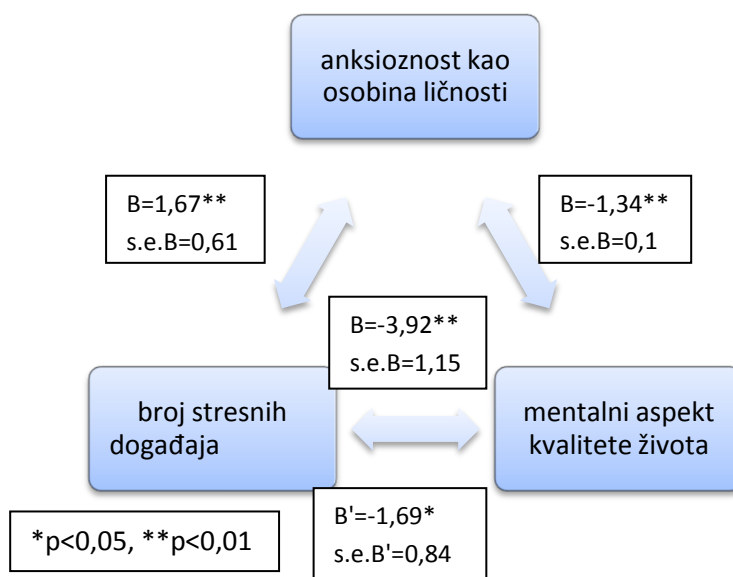 anksioznost kao
osobina ličnosti
B=1,67**
s.e.B=0,61
B=-1,34**
s.e.B=0,1
B=-3,92**
s.e.B=1,15
broj stresnih
događaja
mentalni aspekt
kvalitete života
B'=-1,69*
s.e.B'=0,84
*p<0,05, **p<0,01